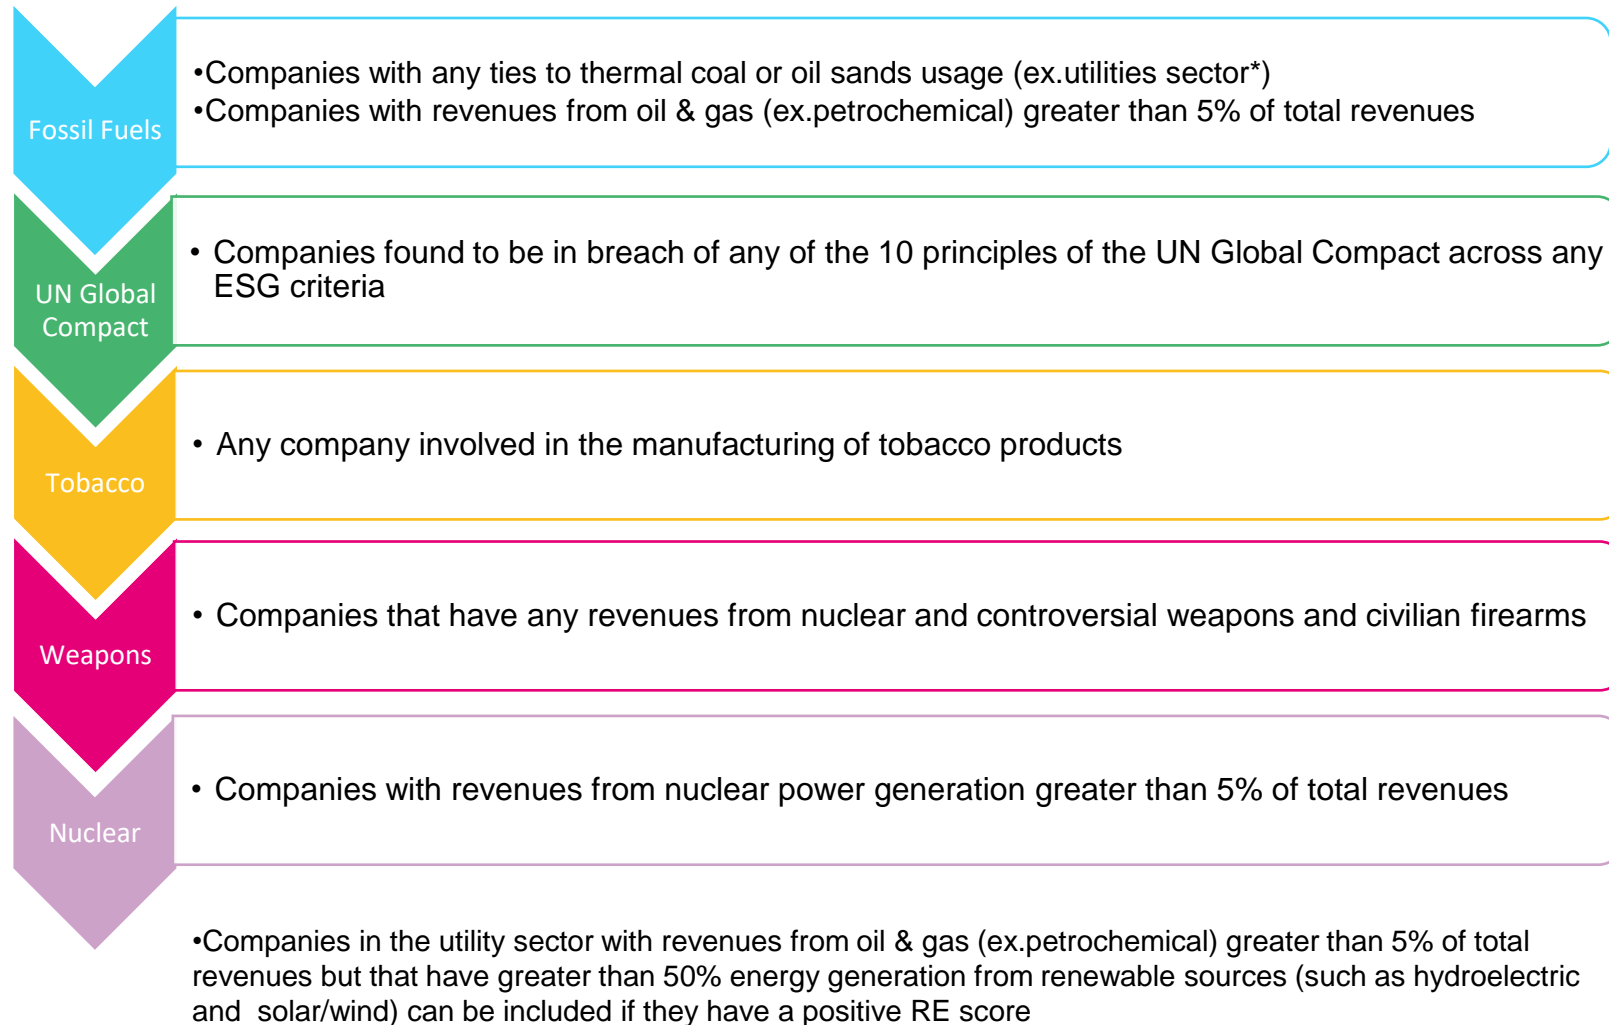 Fossil Fuels
•Companies with any ties to thermal coal or oil sands usage (ex.utilities sector*)
•Companies with revenues from oil & gas (ex.petrochemical) greater than 5% of total revenues
UN Global
Compact
• Companies found to be in breach of any of the 10 principles of the UN Global Compact across any
ESG criteria
Tobacco
• Any company involved in the manufacturing of tobacco products
Weapons
• Companies that have any revenues from nuclear and controversial weapons and civilian firearms
Nuclear
• Companies with revenues from nuclear power generation greater than 5% of total revenues
•Companies in the utility sector with revenues from oil & gas (ex.petrochemical) greater than 5% of total
revenues but that have greater than 50% energy generation from renewable sources (such as hydroelectric
and solar/wind) can be included if they have a positive RE score